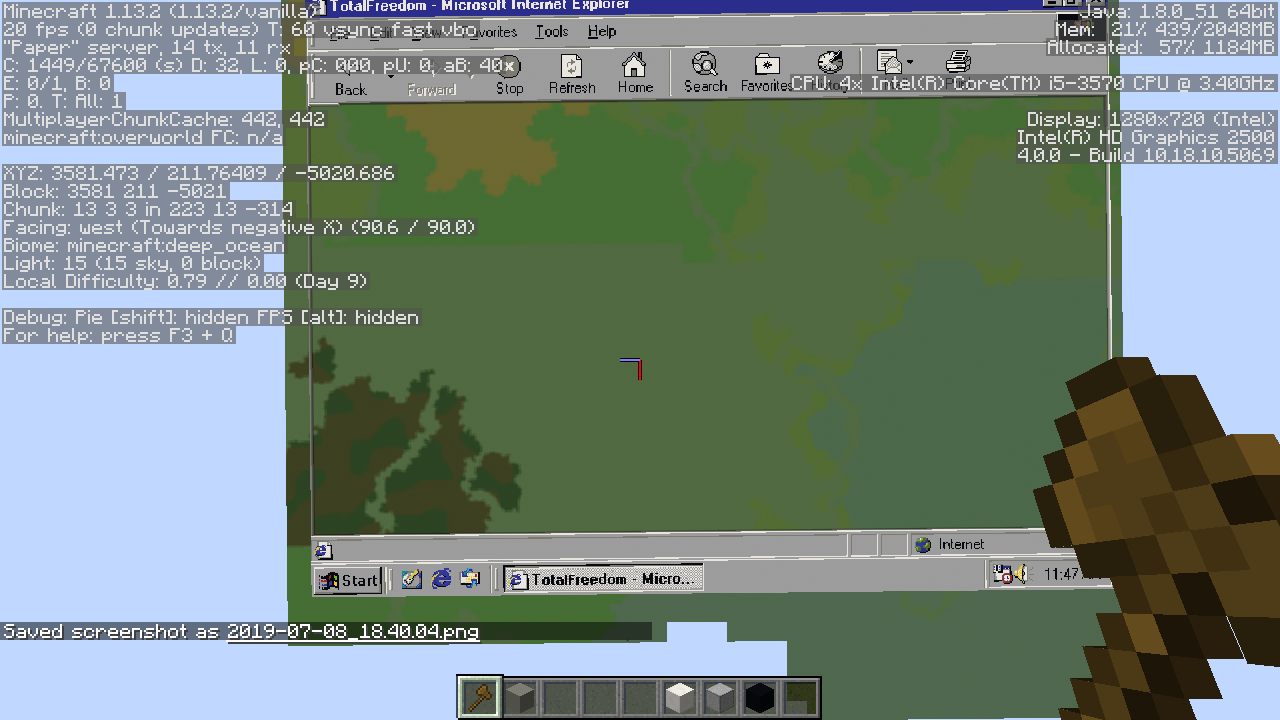 Minecraft 1.13.2 (1.13.2/vanilla)
20 fps (0 chunk updates) T: 60 vsync fast vbo
"Paper" server, 14 tx, 11 rx
C: 1449/67600 (s) D: 32, L: 0, pC: 000, pU: 0, aB: 40
E: 0/1, B: 0
P: 0. T: All: 1
MultiplayerChunkCache: 442, 442
minecraft:overworld FC: n/a
XYZ: 3581.473 / 211.76409 / -5020.686
Block: 3581 211 -5021
Chunk: 13 3 3 in 223 13 -314
Facing: west (Towards negative X) (90.6 / 90.0)
Biome: minecraft:deep_ocean
Light: 15 (15 sky, 0 block)
Local Difficulty: 0.79 // 0.00 (Day 9)
Debug: Pie [shift]: hidden FPS [alt]: hidden
For help: press F3 + Q
Java: 1.8.0_51 64bit
Mem: 21% 439/2048MB
Allocated: 57% 1184MB
CPU: 4x Intel(R) Core(TM) i5-3570 CPU @ 3.40GHz
Display: 1280x720 (Intel)
Intel(R) HD Graphics 2500
4.0.0 - Build 10.18.10.5069
TotalFreedom - Microsoft Internet Explorer
Tools Help
Back Forward Stop Refresh Home Search Favorites
Internet
Start TotalFreedom - Micro... 11:47
Saved screenshot as 2019-07-08_18.40.04.png